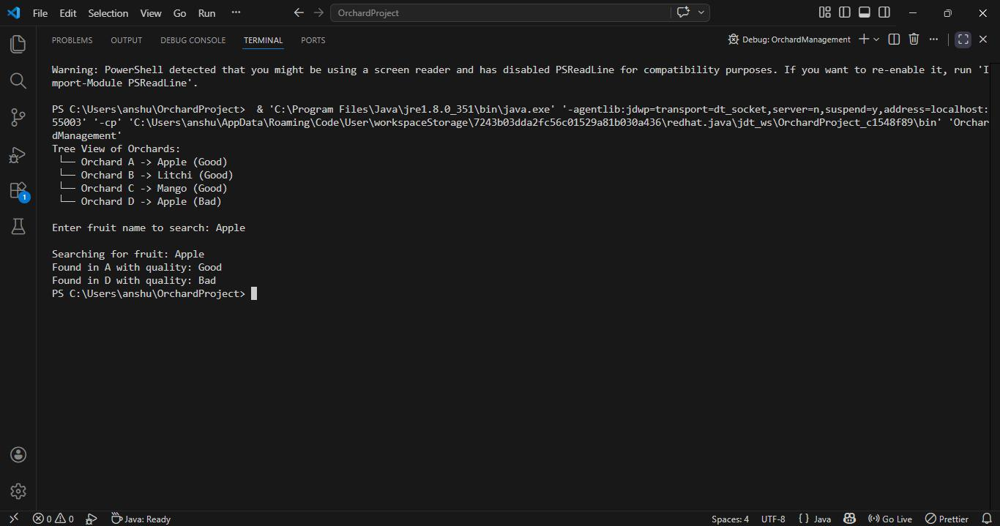 File Edit Selection View Go Run ··· OrchardProject
PROBLEMS OUTPUT DEBUG CONSOLE TERMINAL PORTS Debug: OrchardManagement
Warning: PowerShell detected that you might be using a screen reader and has disabled PSReadLine for compatibility purposes. If you want to re-enable it, run 'I
mport-Module PSReadLine'.
PS C:\Users\anshu\OrchardProject>  & 'C:\Program Files\Java\jre1.8.0_351\bin\java.exe' '-agentlib:jdwp=transport=dt_socket,server=n,suspend=y,address=localhost:
55003' '-cp' 'C:\Users\anshu\AppData\Roaming\Code\User\workspaceStorage\7243b03dda2fc56c01529a81b030a436\redhat.java\jdt_ws\OrchardProject_c1548f89\bin' 'Orchar
dManagement'
Tree View of Orchards:
└── Orchard A -> Apple (Good)
└── Orchard B -> Litchi (Good)
└── Orchard C -> Mango (Good)
└── Orchard D -> Apple (Bad)
Enter fruit name to search: Apple
Searching for fruit: Apple
Found in A with quality: Good
Found in D with quality: Bad
PS C:\Users\anshu\OrchardProject>
1
0 0 Java: Ready Spaces: 4 UTF-8 { } Java Go Live Prettier